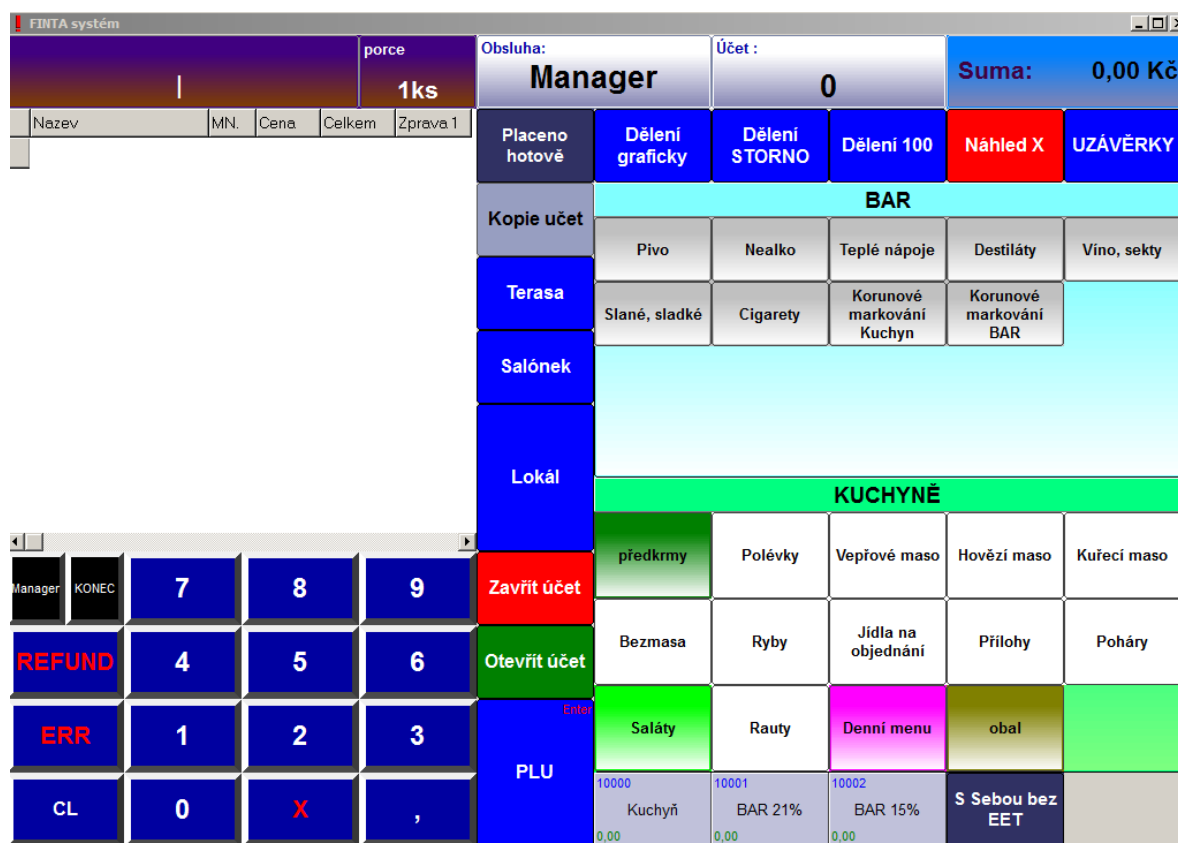 FINTA systém
porce
1ks
Obsluha:
Manager
Účet :
0
Suma: 0,00 Kč
Nazev MN. Cena Celkem Zprava 1
Placeno
hotově
Dělení
graficky
Dělení
STORNO
Dělení 100
Náhled X
UZÁVĚRKY
Kopie učet
Terasa
Salónek
Lokál
Zavřít účet
Otevřít účet
Enter
PLU
BAR
Pivo
Nealko
Teplé nápoje
Destiláty
Víno, sekty
Slané, sladké
Cigarety
Korunové
markování
Kuchyn
Korunové
markování
BAR
KUCHYNĚ
předkrmy
Polévky
Vepřové maso
Hovězí maso
Kuřecí maso
Bezmasa
Ryby
Jídla na
objednání
Přílohy
Poháry
Saláty
Rauty
Denní menu
obal
10000
Kuchyň
0,00
10001
BAR 21%
0,00
10002
BAR 15%
0,00
S Sebou bez
EET
Manager
KONEC
7
8
9
REFUND
4
5
6
ERR
1
2
3
CL
0
X
,